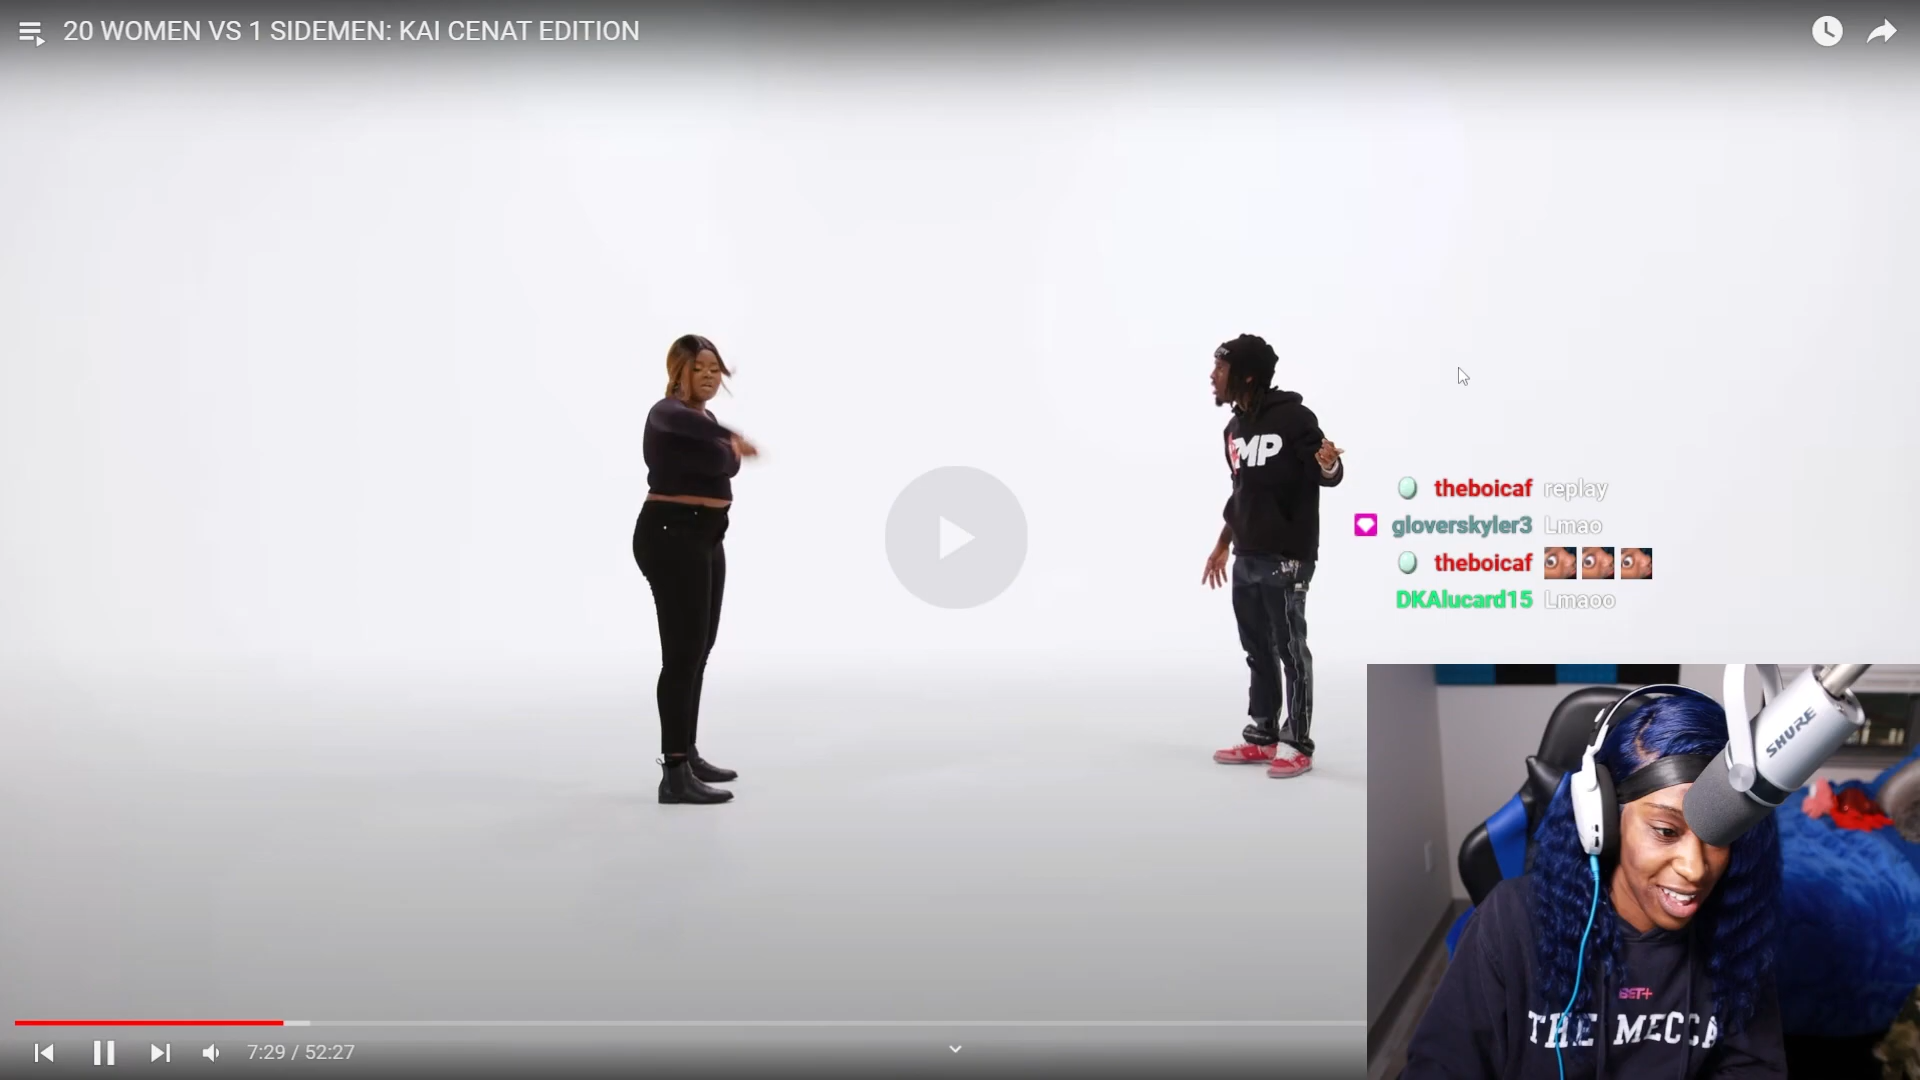 20 WOMEN VS 1 SIDEMEN: KAI CENAT EDITION
MP
theboicaf replay
gloverskyler3 Lmao
theboicaf
DKAlucard15 Lmaoo
SHURE
BET+
THE MECCA
7:29 / 52:27